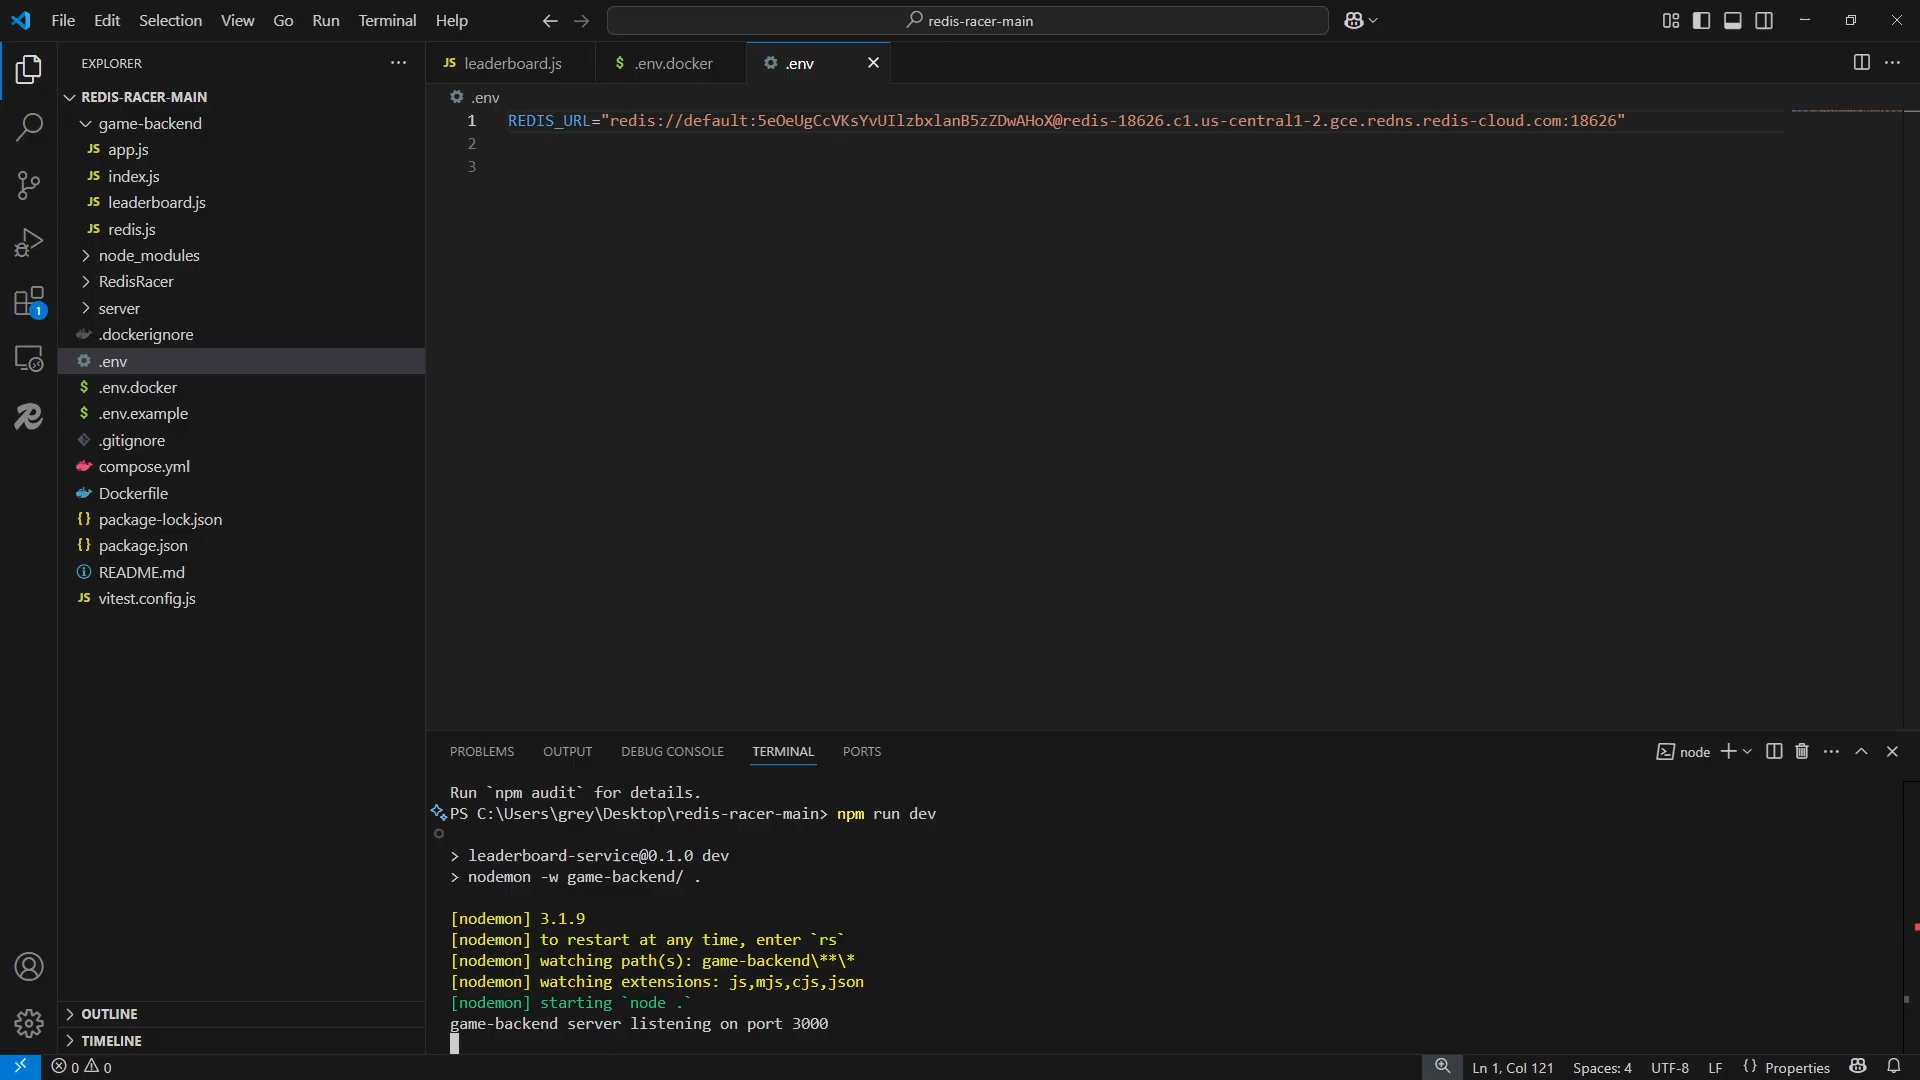 File Edit Selection View Go Run Terminal Help
redis-racer-main
EXPLORER
REDIS-RACER-MAIN
game-backend
JS app.js
JS index.js
JS leaderboard.js
JS redis.js
node_modules
RedisRacer
server
.dockerignore
.env
$ .env.docker
$ .env.example
.gitignore
compose.yml
Dockerfile
{} package-lock.json
{} package.json
README.md
JS vitest.config.js
OUTLINE
TIMELINE
1
JS leaderboard.js
$ .env.docker
.env
.env
1 REDIS_URL="redis://default:5eOeUgCcVKsYvUIlzbxlanB5zZDwAHoX@redis-18626.c1.us-central1-2.gce.redns.redis-cloud.com:18626"
2
3
PROBLEMS OUTPUT DEBUG CONSOLE TERMINAL PORTS
node
Run `npm audit` for details.
PS C:\Users\grey\Desktop\redis-racer-main> npm run dev
> leaderboard-service@0.1.0 dev
> nodemon -w game-backend/ .
[nodemon] 3.1.9
[nodemon] to restart at any time, enter `rs`
[nodemon] watching path(s): game-backend\**\*
[nodemon] watching extensions: js,mjs,cjs,json
[nodemon] starting `node .`
game-backend server listening on port 3000
0 0
Ln 1, Col 121 Spaces: 4 UTF-8 LF {} Properties